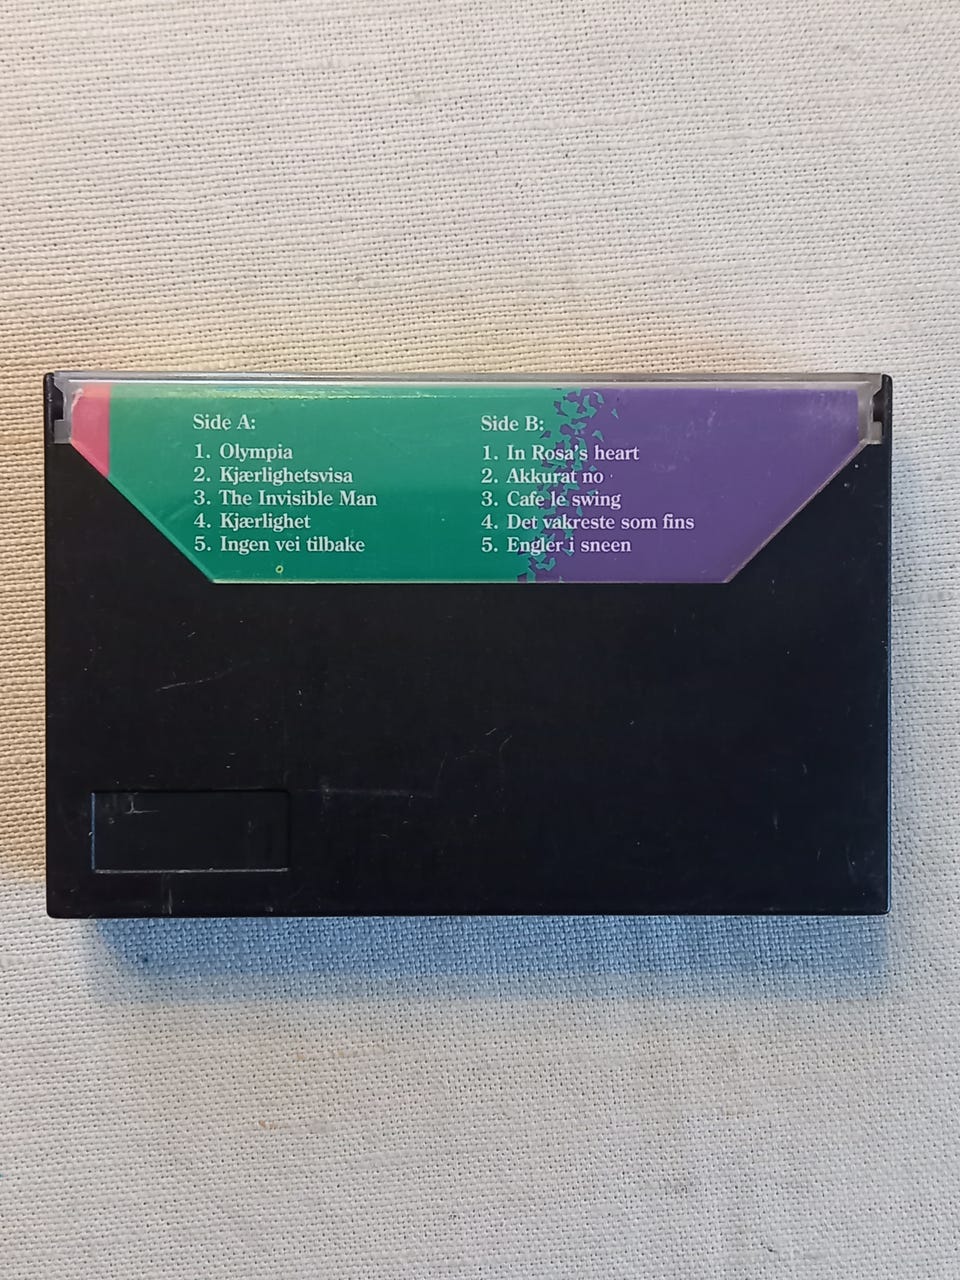 Side A:
1. Olympia
2. Kjærlighetsvisa
3. The Invisible Man
4. Kjærlighet
5. Ingen vei tilbake
Side B:
1. In Rosa's heart
2. Akkurat no
3. Cafe le swing
4. Det vakreste som fins
5. Engler i sneen